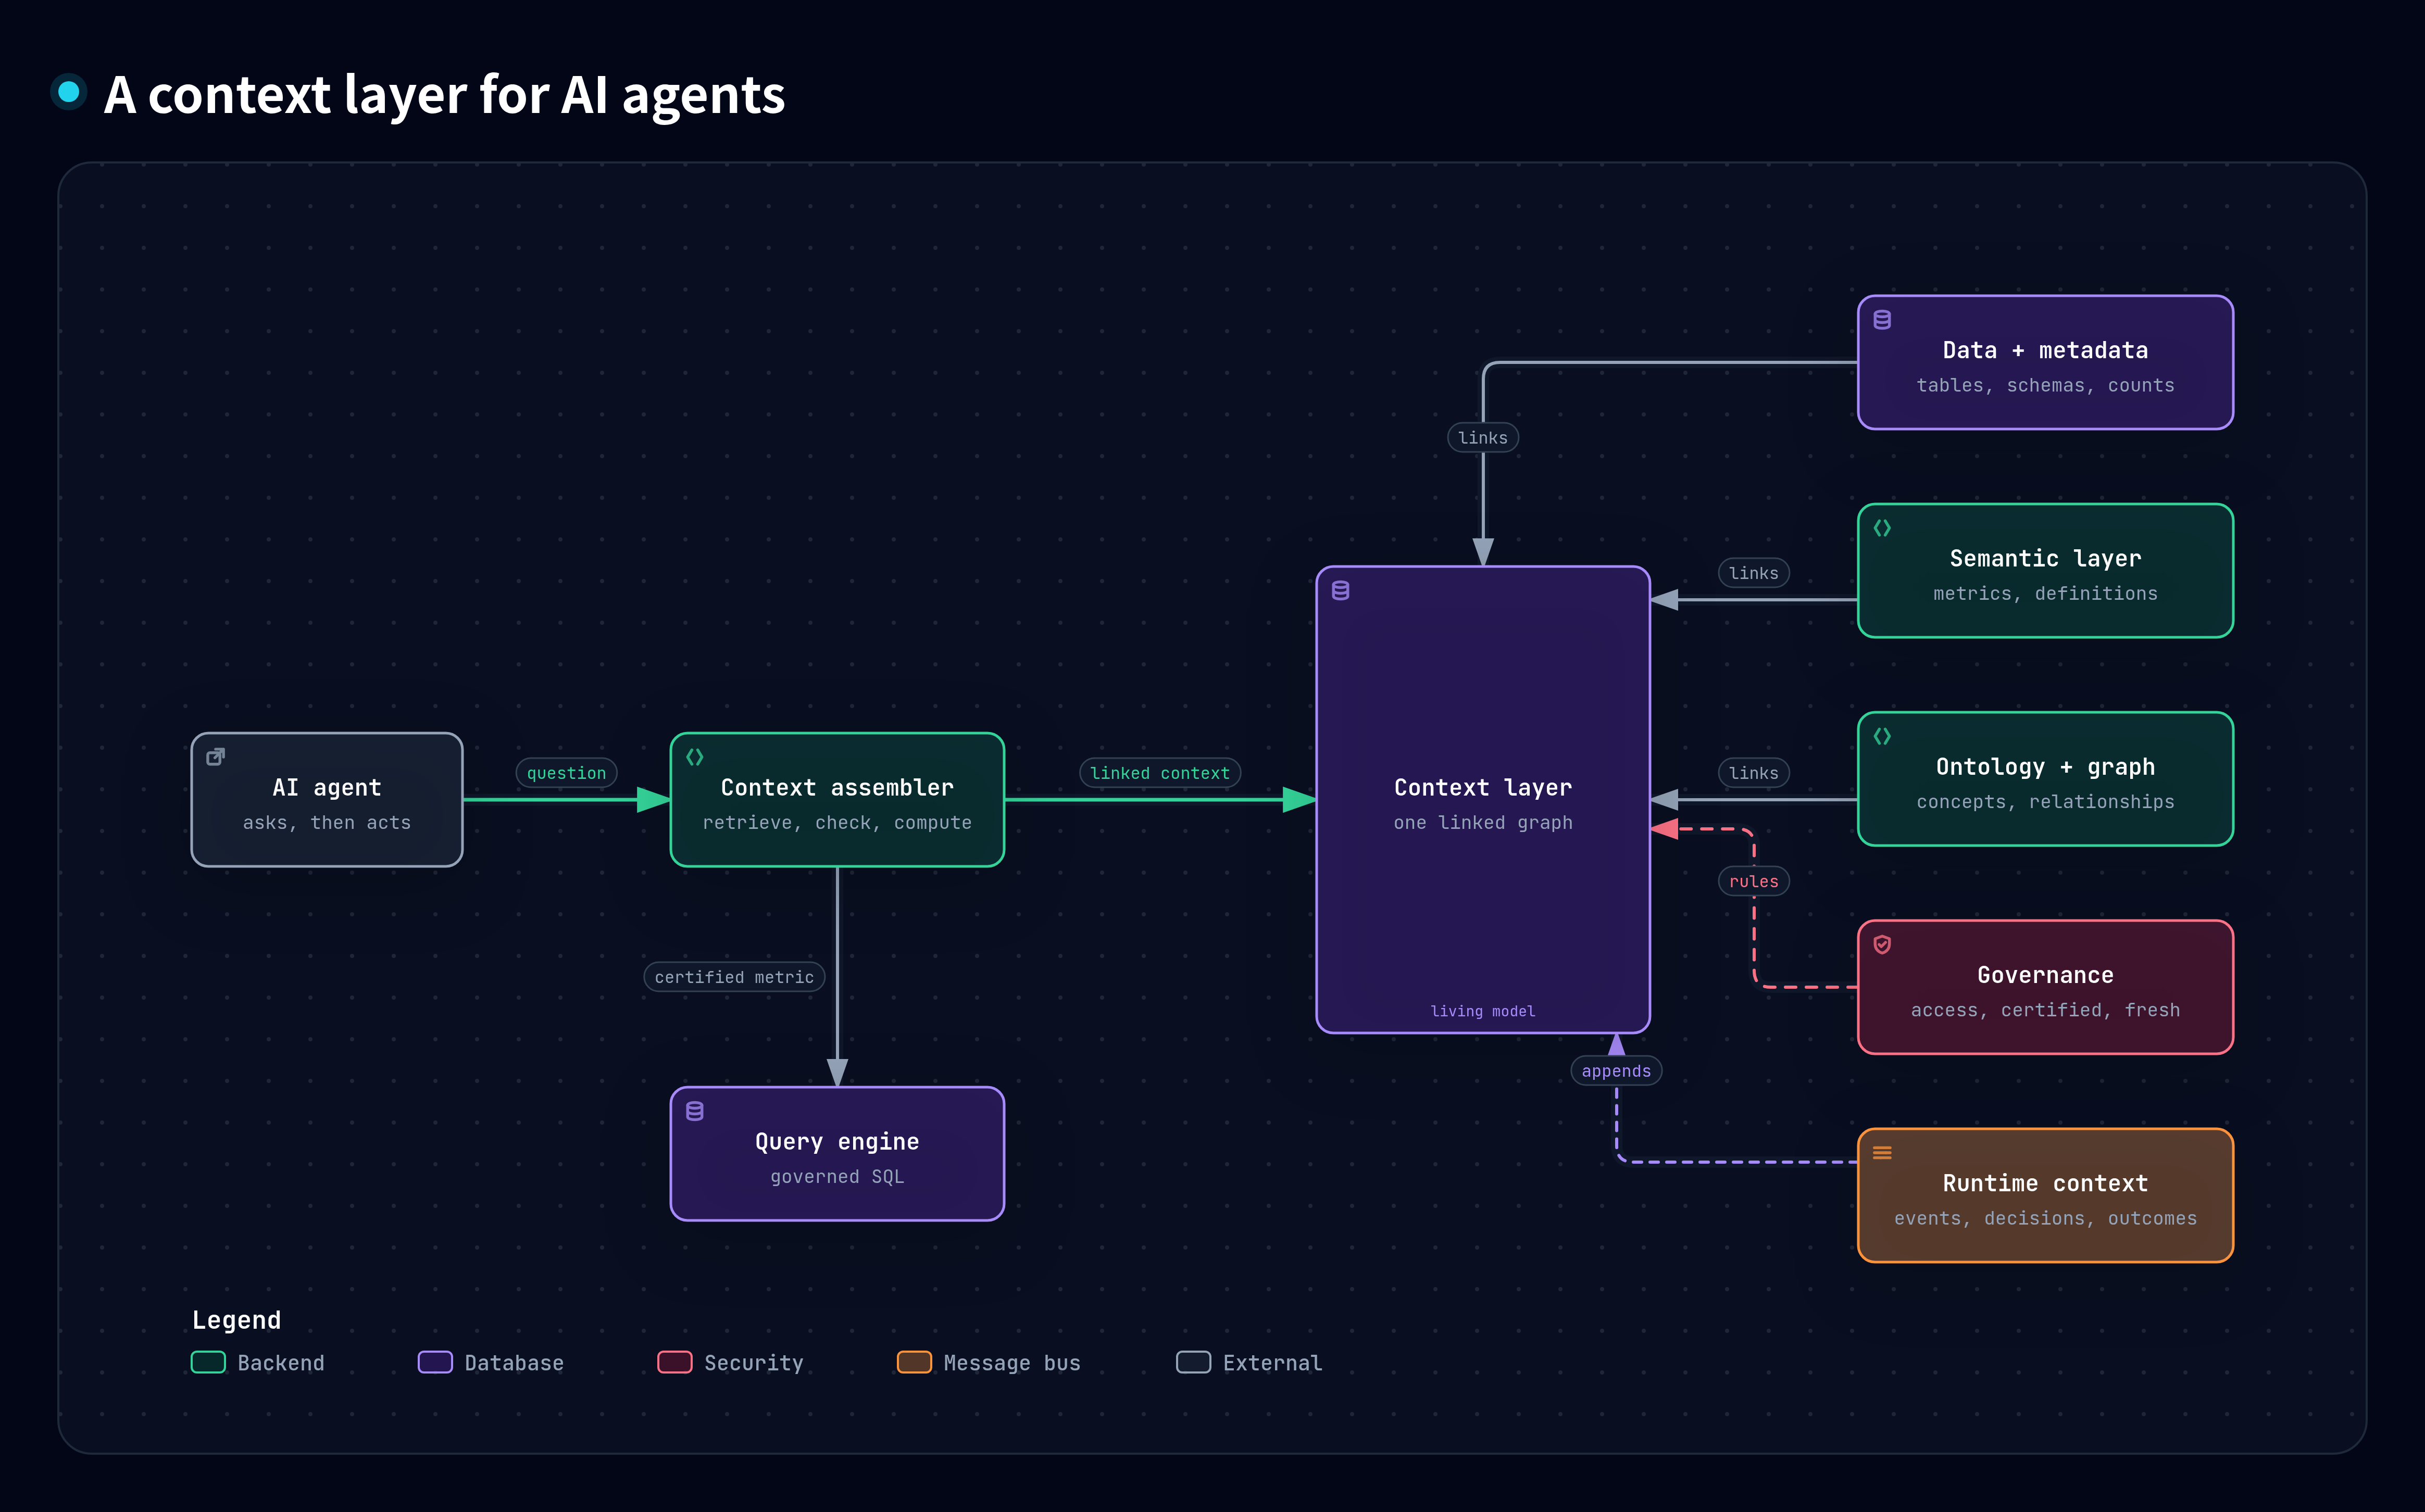 A context layer for AI agents
Data + metadata
tables, schemas, counts
links
Semantic layer
metrics, definitions
links
AI agent
asks, then acts
question
Context assembler
retrieve, check, compute
linked context
Context layer
one linked graph
living model
links
Ontology + graph
concepts, relationships
rules
Governance
access, certified, fresh
certified metric
appends
Query engine
governed SQL
Runtime context
events, decisions, outcomes
Legend
Backend
Database
Security
Message bus
External